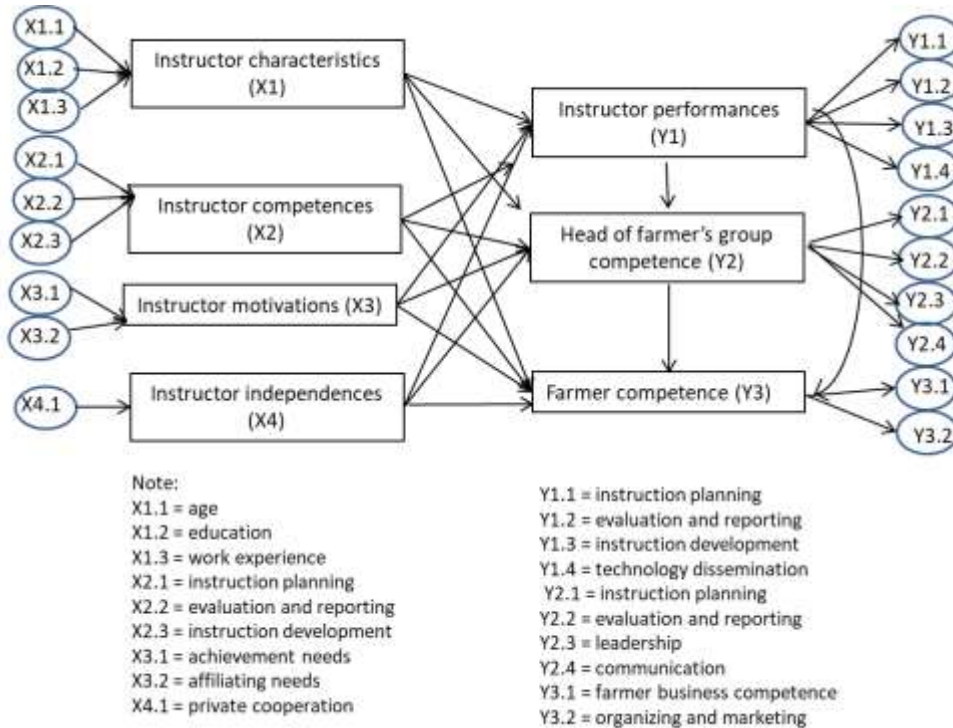 X1.1
X1.2
X1.3
X2.1
X2.2
X2.3
X3.1
X3.2
X4.1
Instructor characteristics
(X1)
Instructor competences
(X2)
Instructor motivations (X3)
Instructor independences
(X4)
Instructor performances
(Y1)
Head of farmer's group
competence (Y2)
Farmer competence (Y3)
Y1.1
Y1.2
Y1.3
Y1.4
Y2.1
Y2.2
Y2.3
Y2.4
Y3.1
Y3.2
Note:
X1.1 = age
X1.2 = education
X1.3 = work experience
X2.1 = instruction planning
X2.2 = evaluation and reporting
X2.3 = instruction development
X3.1 = achievement needs
X3.2 = affiliating needs
X4.1 = private cooperation
Y1.1 = instruction planning
Y1.2 = evaluation and reporting
Y1.3 = instruction development
Y1.4 = technology dissemination
Y2.1 = instruction planning
Y2.2 = evaluation and reporting
Y2.3 = leadership
Y2.4 = communication
Y3.1 = farmer business competence
Y3.2 = organizing and marketing